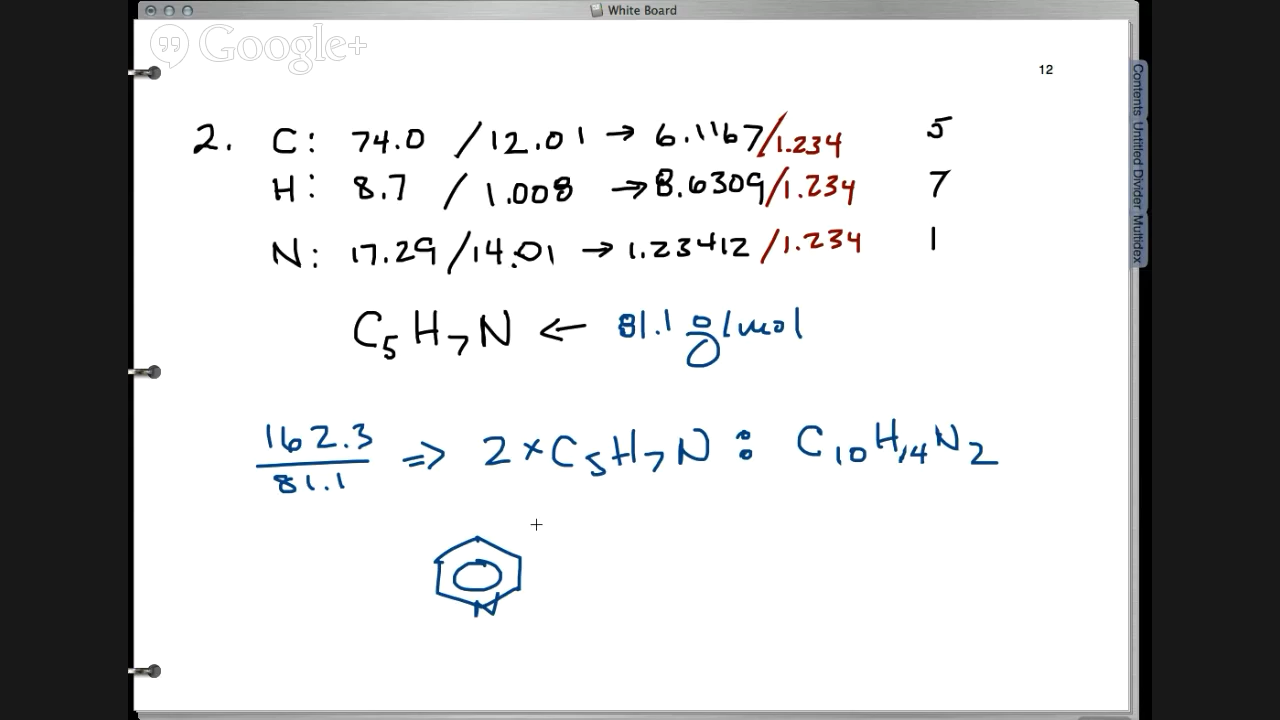 White Board
Google+
12
2. C: 74.0 /12.01 → 6.1167/1.234 5
H: 8.7 / 1.008 → 8.6309/1.234 7
N: 17.29/14.01 → 1.23412/1.234 1
C₅H₇N ← 81.1 g/mol
162.3/81.1 ⇒ 2×C₅H₇N : C₁₀H₁₄N₂
N
Contents Untitled Divider Multidex